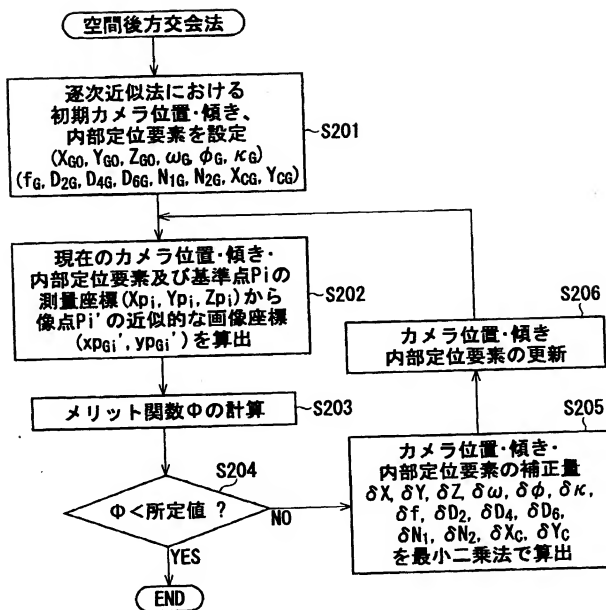 空間後方交会法
逐次近似法における
初期カメラ位置・傾き、
内部定位要素を設定
(XGO, YGO, ZGO, ωG, φG, κG)
(fG, D2G, D4G, D6G, N1G, N2G, XCG, YCG)
S201
現在のカメラ位置・傾き・
内部定位要素及び基準点Piの
測量座標(Xpi, Ypi, Zpi)から
像点Pi'の近似的な画像座標
(xpGi', ypGi')を算出
S202
メリット関数Φの計算
S203
S204
Φ<所定値 ?
NO
YES
END
S206
カメラ位置・傾き
内部定位要素の更新
S205
カメラ位置・傾き・
内部定位要素の補正量
δX, δY, δZ, δω, δφ, δκ,
δf, δD2, δD4, δD6,
δN1, δN2, δXC, δYC
を最小二乗法で算出